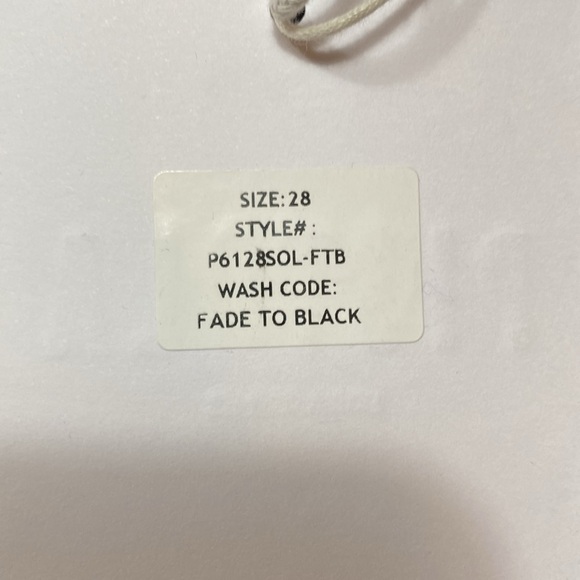 SIZE:28
STYLE# :
P6128SOL-FTB
WASH CODE:
FADE TO BLACK